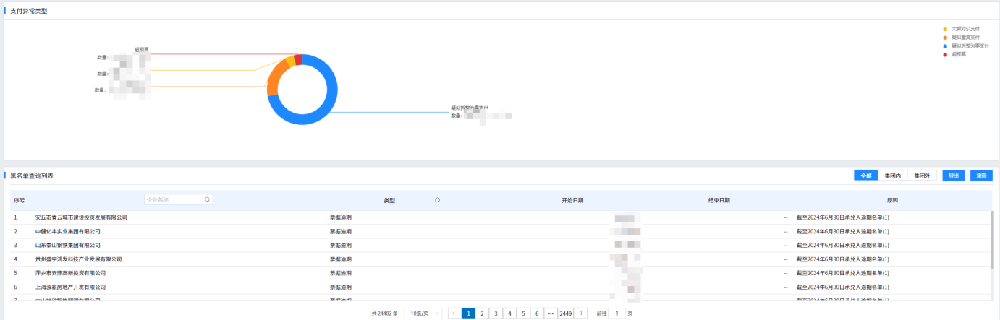 支付异常类型
大额对公支付
疑似重复支付
疑似拆整为零支付
超预算
超预算
数量:
数量:
数量:
疑似拆整为零支付
数量:
黑名单查询列表
全部 集团内 集团外 导出 重置
序号 企业名称 类型 开始日期 结束日期 原因
1 安丘市青云城市建设投资发展有限公司 票据逾期 -- 截至2024年6月30日承兑人逾期名单(1)
2 中健亿丰实业集团有限公司 票据逾期 -- 截至2024年6月30日承兑人逾期名单(1)
3 山东泰山钢铁集团有限公司 票据逾期 -- 截至2024年6月30日承兑人逾期名单(1)
4 贵州盛宇鸿发科技产业发展有限公司 票据逾期 -- 截至2024年6月30日承兑人逾期名单(1)
5 萍乡市安鼎高新投资有限公司 票据逾期 -- 截至2024年6月30日承兑人逾期名单(1)
6 上海骏崧房地产开发有限公司 票据逾期 -- 截至2024年6月30日承兑人逾期名单(1)
7 票据逾期 截至2024年6月30日承兑人逾期名单(1)
共 24482 条 10条/页 < 1 2 3 4 5 6 ••• 2449 > 前往 1 页